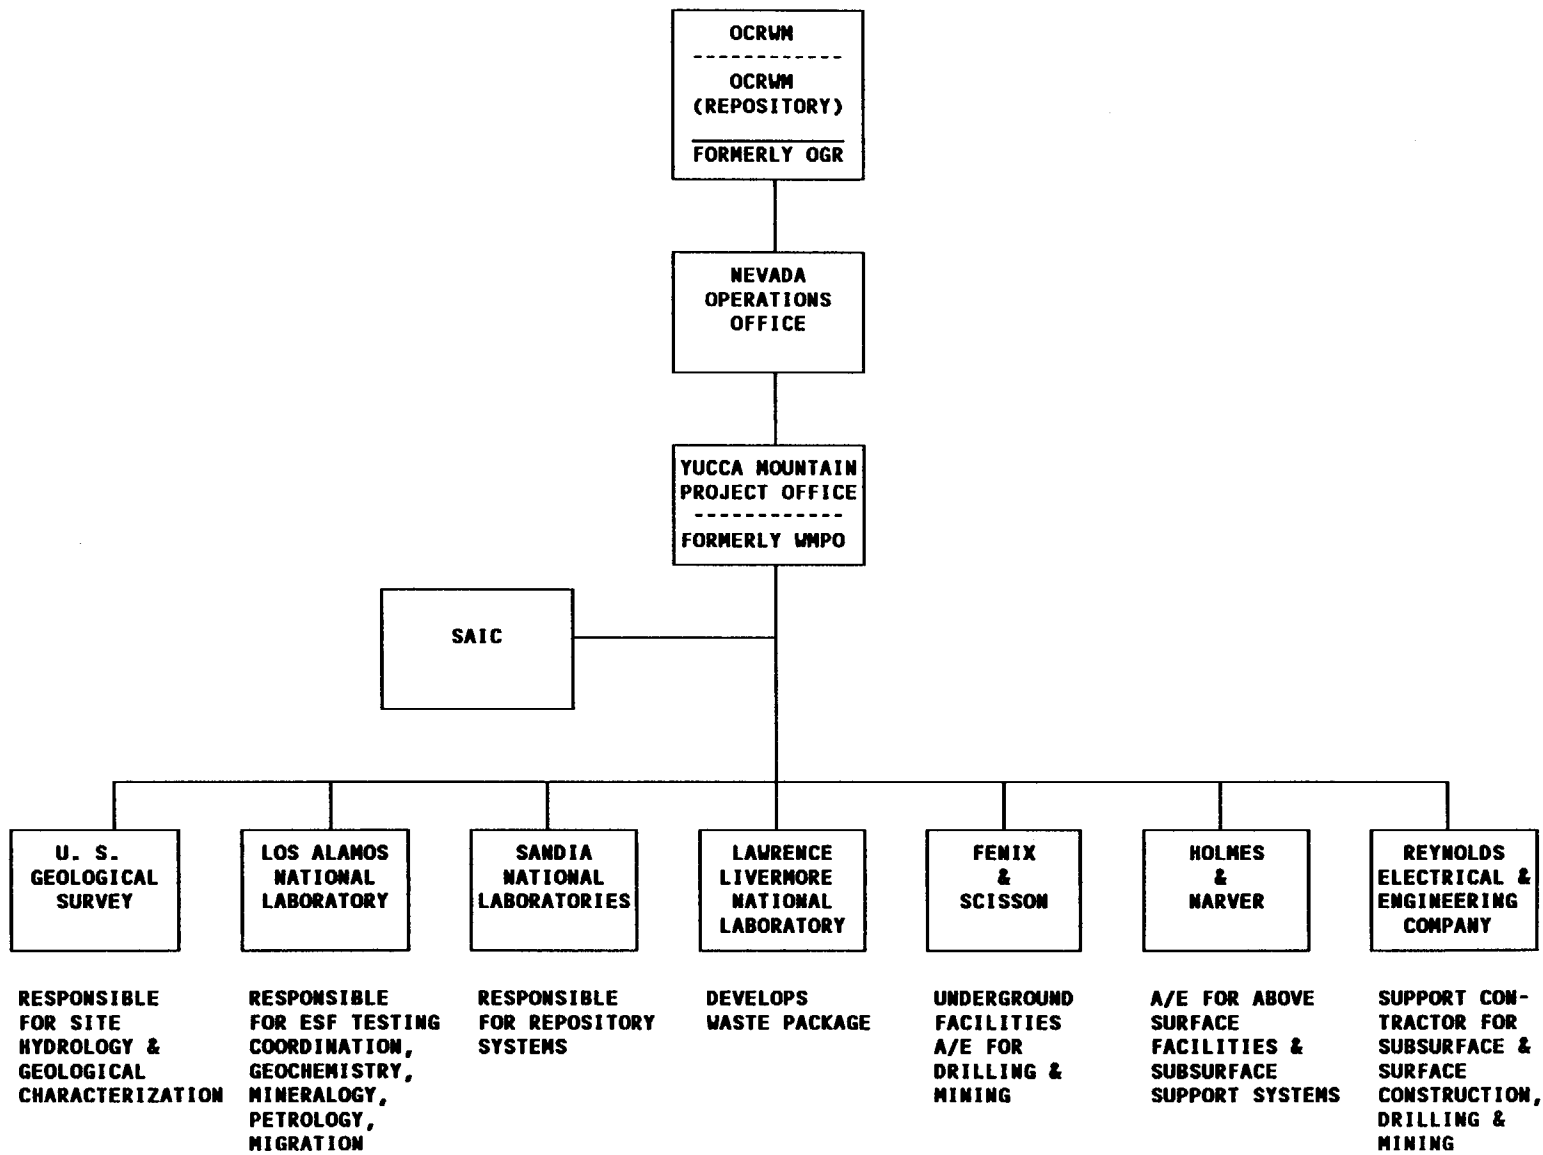 OCRWM
OCRWM
(REPOSITORY)
FORMERLY OGR
NEVADA
OPERATIONS
OFFICE
YUCCA MOUNTAIN
PROJECT OFFICE
FORMERLY WMPO
SAIC
U. S.
GEOLOGICAL
SURVEY
LOS ALAMOS
NATIONAL
LABORATORY
SANDIA
NATIONAL
LABORATORIES
LAWRENCE
LIVERMORE
NATIONAL
LABORATORY
FENIX
&
SCISSON
HOLMES
&
NARVER
REYNOLDS
ELECTRICAL &
ENGINEERING
COMPANY
RESPONSIBLE
FOR SITE
HYDROLOGY &
GEOLOGICAL
CHARACTERIZATION
RESPONSIBLE
FOR ESF TESTING
COORDINATION,
GEOCHEMISTRY,
MINERALOGY,
PETROLOGY,
MIGRATION
RESPONSIBLE
FOR REPOSITORY
SYSTEMS
DEVELOPS
WASTE PACKAGE
UNDERGROUND
FACILITIES
A/E FOR
DRILLING &
MINING
A/E FOR ABOVE
SURFACE
FACILITIES &
SUBSURFACE
SUPPORT SYSTEMS
SUPPORT CON-
TRACTOR FOR
SUBSURFACE &
SURFACE
CONSTRUCTION,
DRILLING &
MINING